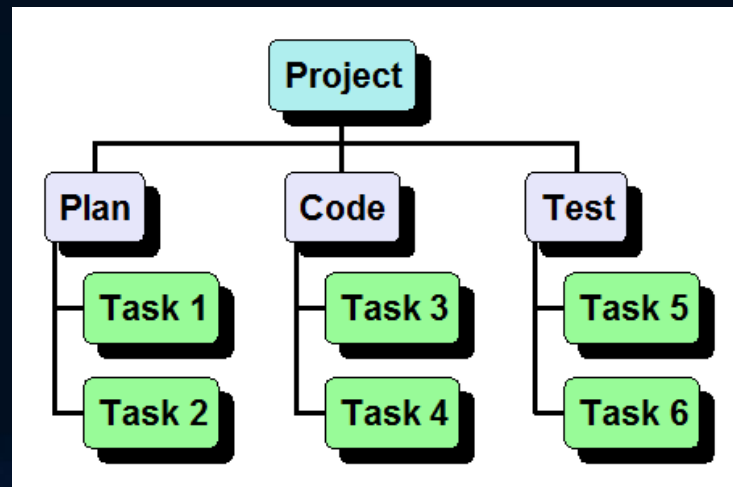 Project
Plan
Code
Test
Task 1
Task 3
Task 5
Task 2
Task 4
Task 6